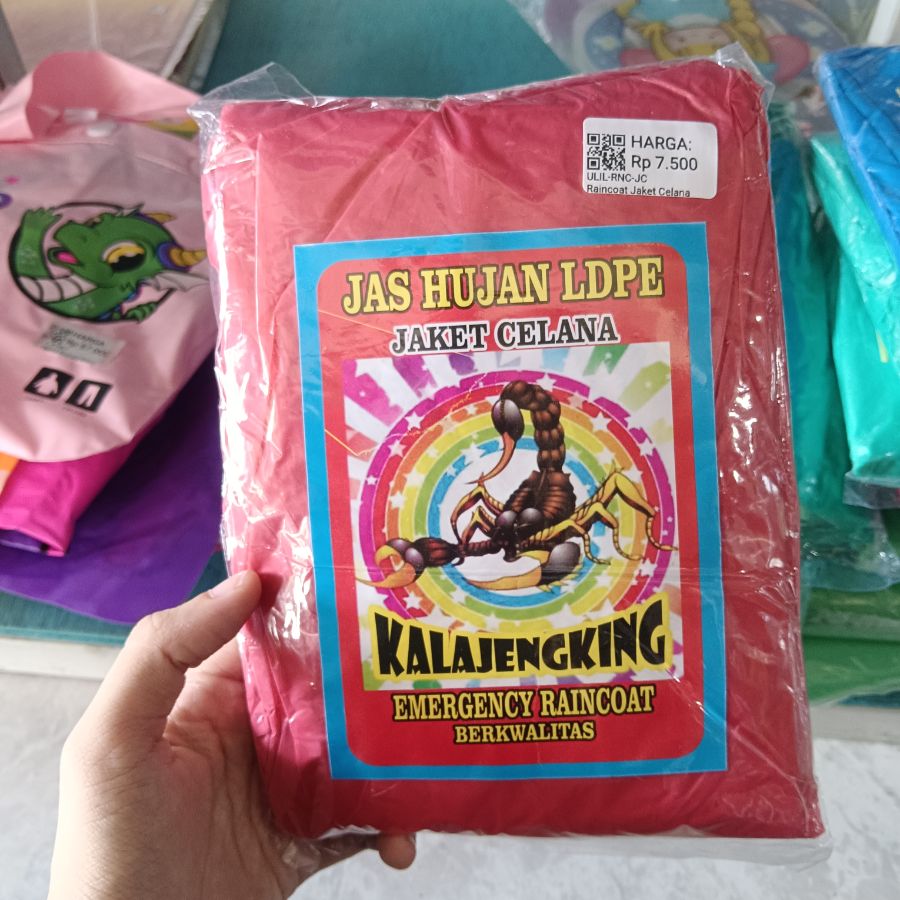 HARGA:
Rp 7.500
ULIL-RNC-JC
Raincoat Jaket Celana
JAS HUJAN LDPE
JAKET CELANA
KALAJENGKING
EMERGENCY RAINCOAT
BERKWALITAS